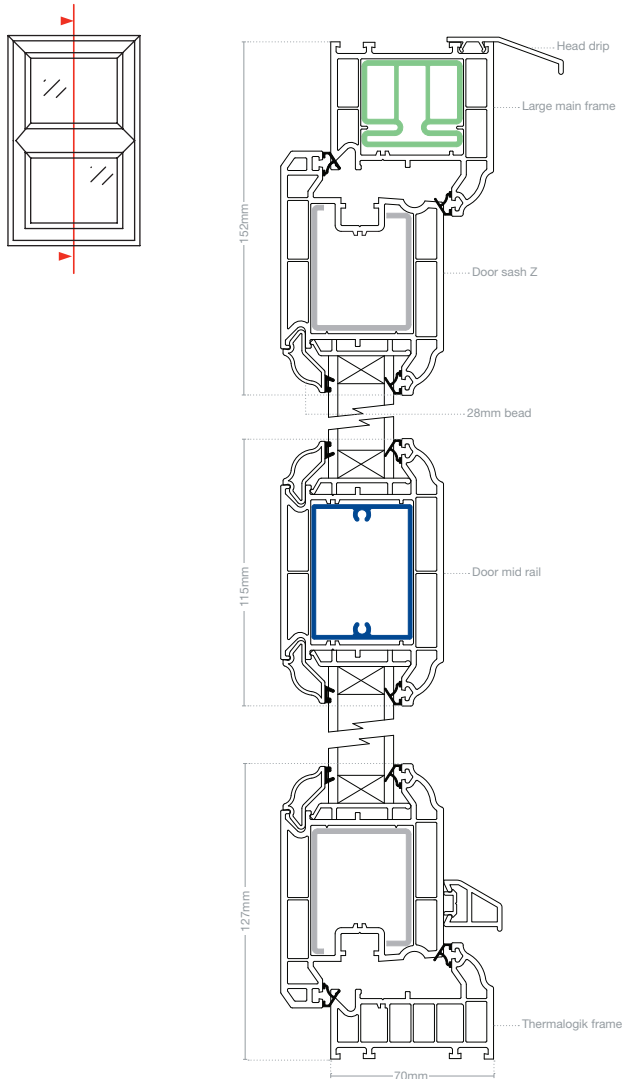 Head drip
Large main frame
152mm
Door sash Z
28mm bead
115mm
Door mid rail
127mm
Thermalogik frame
70mm